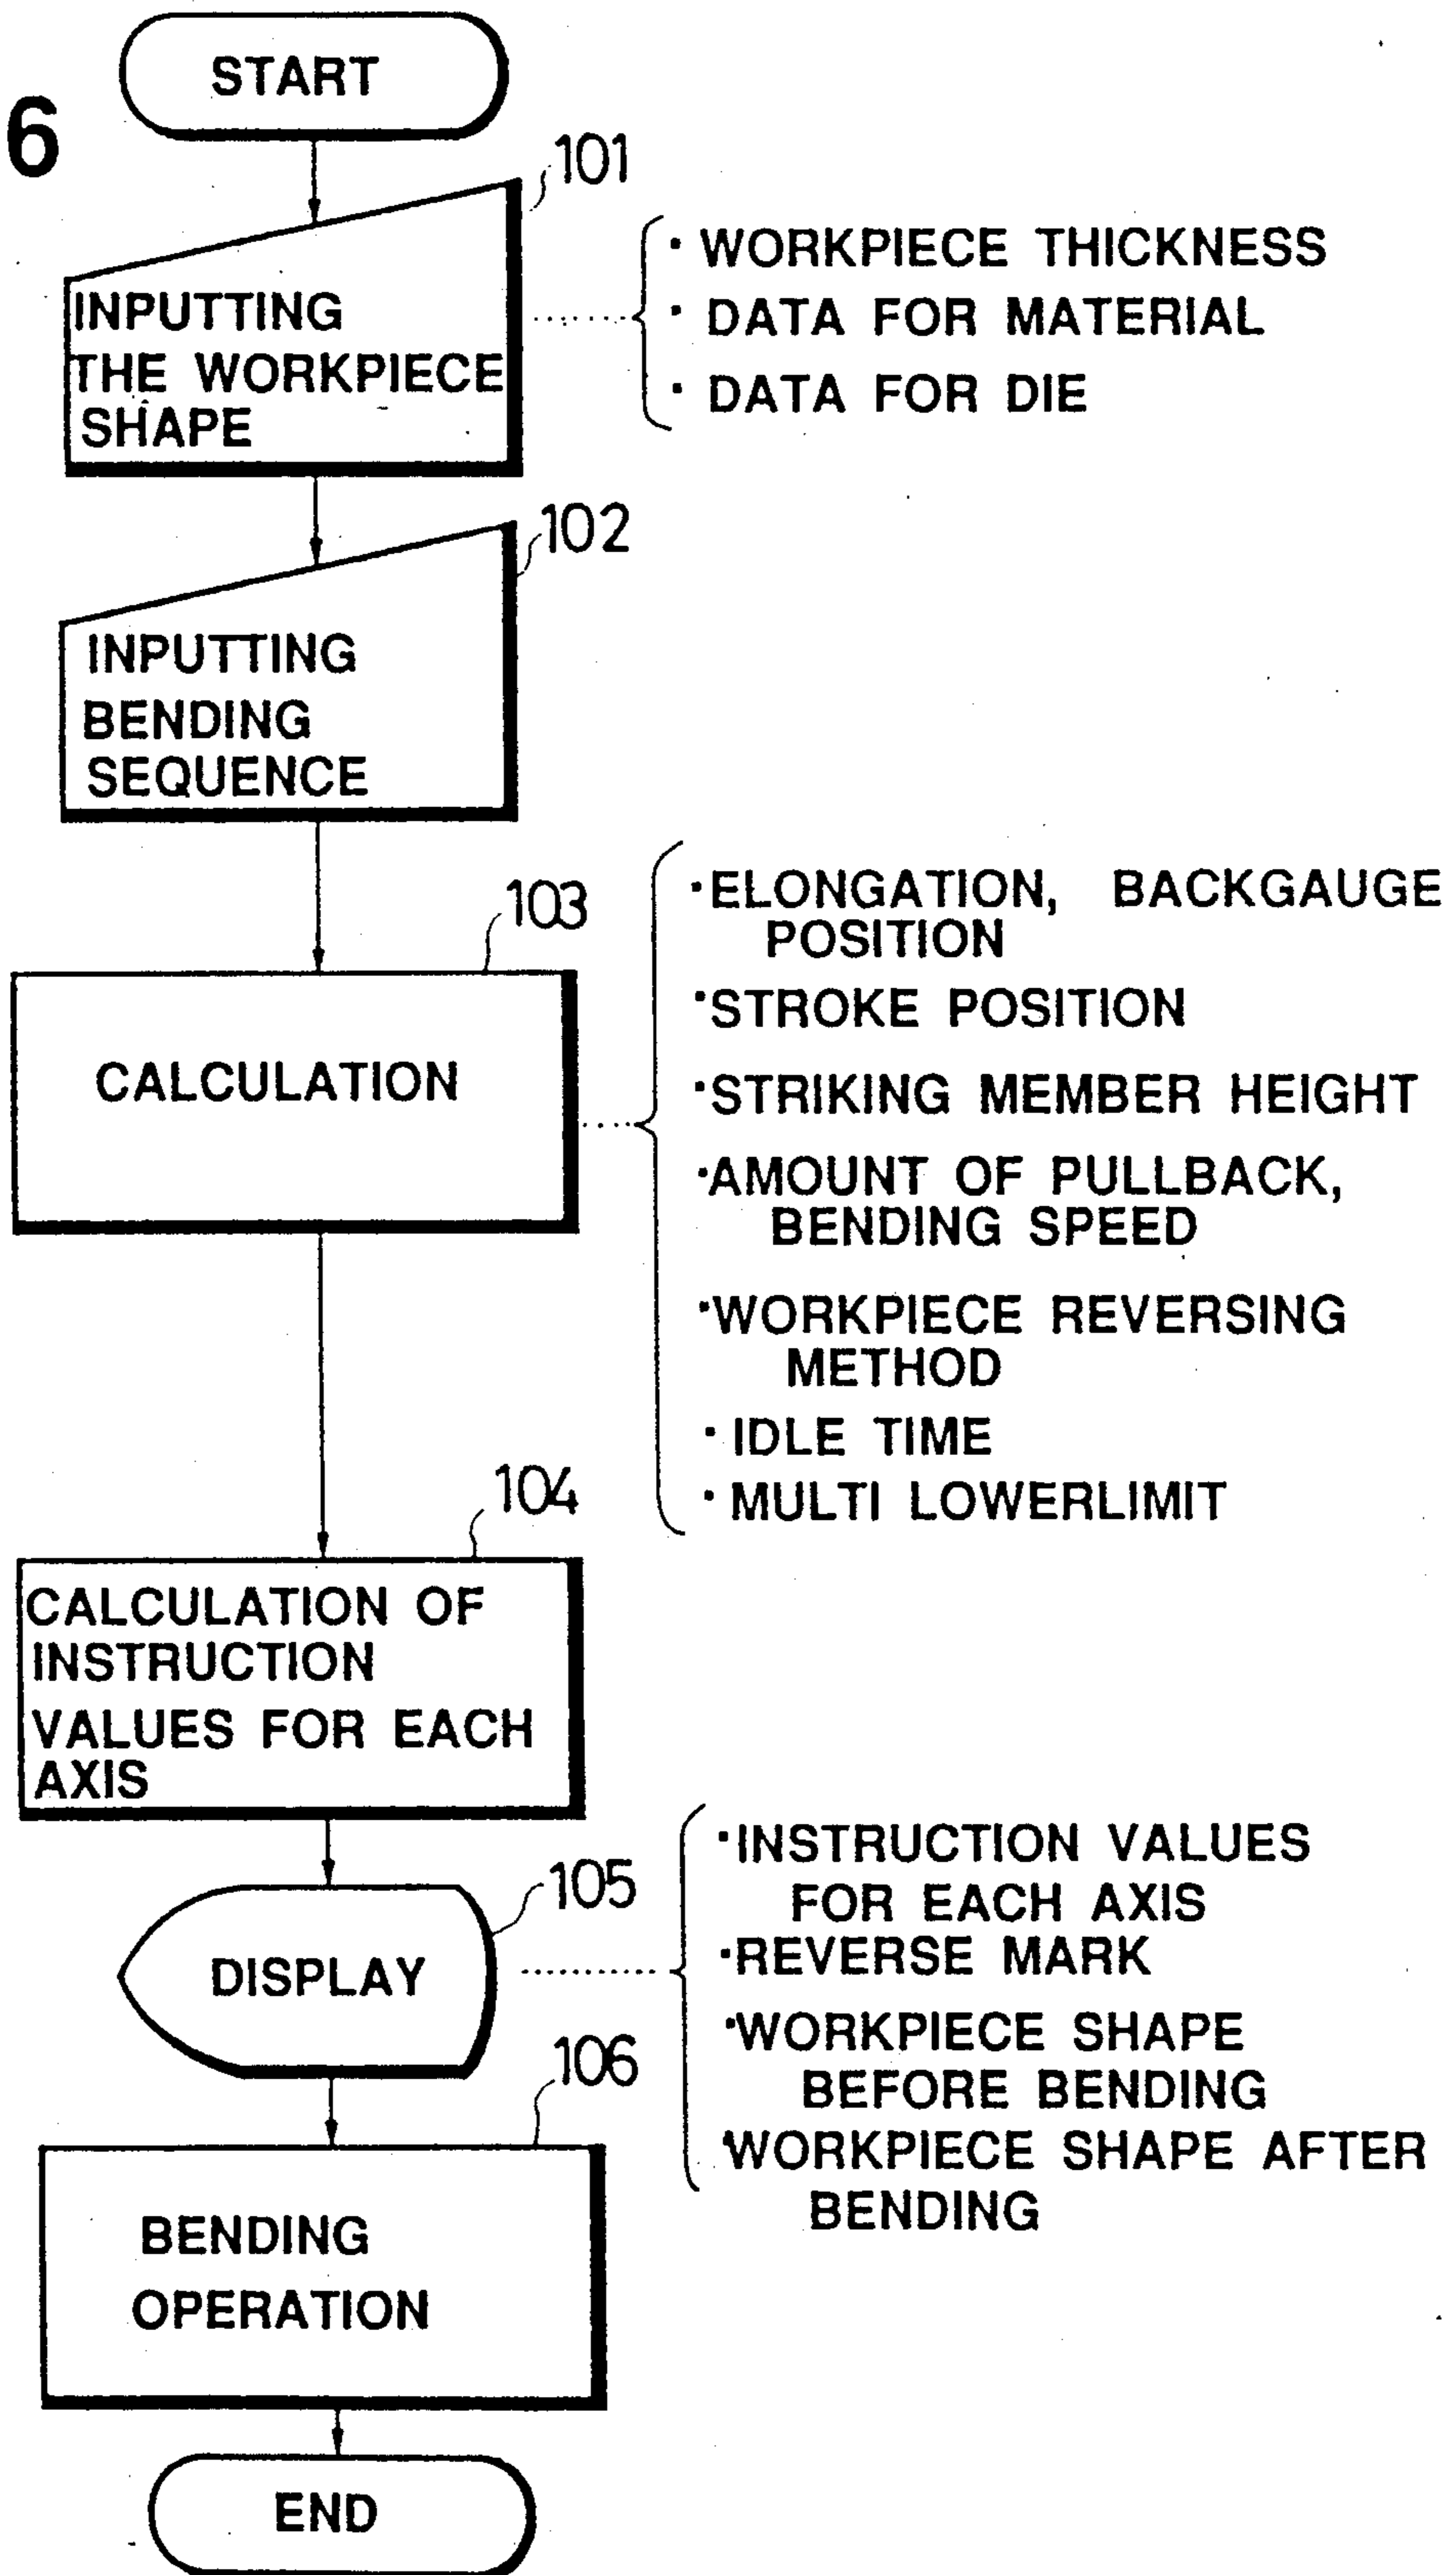 6
START
101
INPUTTING
THE WORKPIECE
SHAPE
· WORKPIECE THICKNESS
· DATA FOR MATERIAL
· DATA FOR DIE
102
INPUTTING
BENDING
SEQUENCE
103
CALCULATION
·ELONGATION, BACKGAUGE
POSITION
·STROKE POSITION
·STRIKING MEMBER HEIGHT
·AMOUNT OF PULLBACK,
BENDING SPEED
·WORKPIECE REVERSING
METHOD
· IDLE TIME
· MULTI LOWERLIMIT
104
CALCULATION OF
INSTRUCTION
VALUES FOR EACH
AXIS
105
DISPLAY
·INSTRUCTION VALUES
FOR EACH AXIS
·REVERSE MARK
·WORKPIECE SHAPE
BEFORE BENDING
·WORKPIECE SHAPE AFTER
BENDING
106
BENDING
OPERATION
END